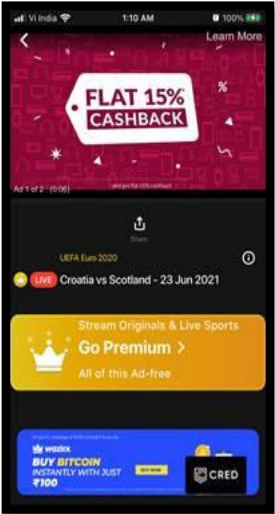 Vi India
1:10 AM
100%
Learn More
FLAT 15%
CASHBACK
%
Ad 1 of 2 · (0:06)
Share
UEFA Euro 2020
LIVE Croatia vs Scotland - 23 Jun 2021
Stream Originals & Live Sports
Go Premium >
All of this Ad-free
wazirx
BUY BITCOIN
INSTANTLY WITH JUST
₹100
BUY NOW
CRED